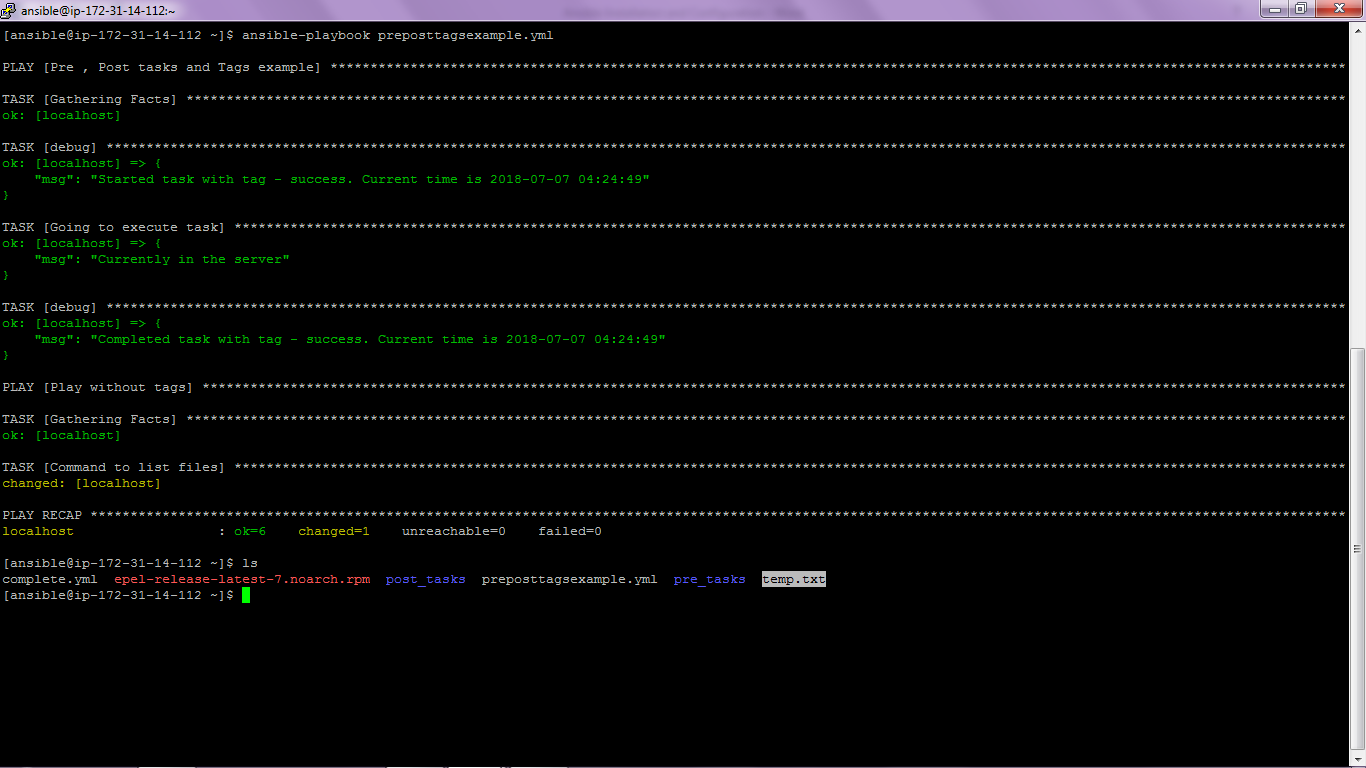 ansible@ip-172-31-14-112:~
[ansible@ip-172-31-14-112 ~]$ ansible-playbook preposttagsexample.yml
PLAY [Pre , Post tasks and Tags example] *******************************************************************************************************************************
TASK [Gathering Facts] *************************************************************************************************************************************************
ok: [localhost]
TASK [debug] ***********************************************************************************************************************************************************
ok: [localhost] => {
    "msg": "Started task with tag - success. Current time is 2018-07-07 04:24:49"
}
TASK [Going to execute task] *******************************************************************************************************************************************
ok: [localhost] => {
    "msg": "Currently in the server"
}
TASK [debug] ***********************************************************************************************************************************************************
ok: [localhost] => {
    "msg": "Completed task with tag - success. Current time is 2018-07-07 04:24:49"
}
PLAY [Play without tags] ***********************************************************************************************************************************************
TASK [Gathering Facts] *************************************************************************************************************************************************
ok: [localhost]
TASK [Command to list files] *******************************************************************************************************************************************
changed: [localhost]
PLAY RECAP *************************************************************************************************************************************************************
localhost                  : ok=6    changed=1    unreachable=0    failed=0
[ansible@ip-172-31-14-112 ~]$ ls
complete.yml  epel-release-latest-7.noarch.rpm  post_tasks  preposttagsexample.yml  pre_tasks  temp.txt
[ansible@ip-172-31-14-112 ~]$